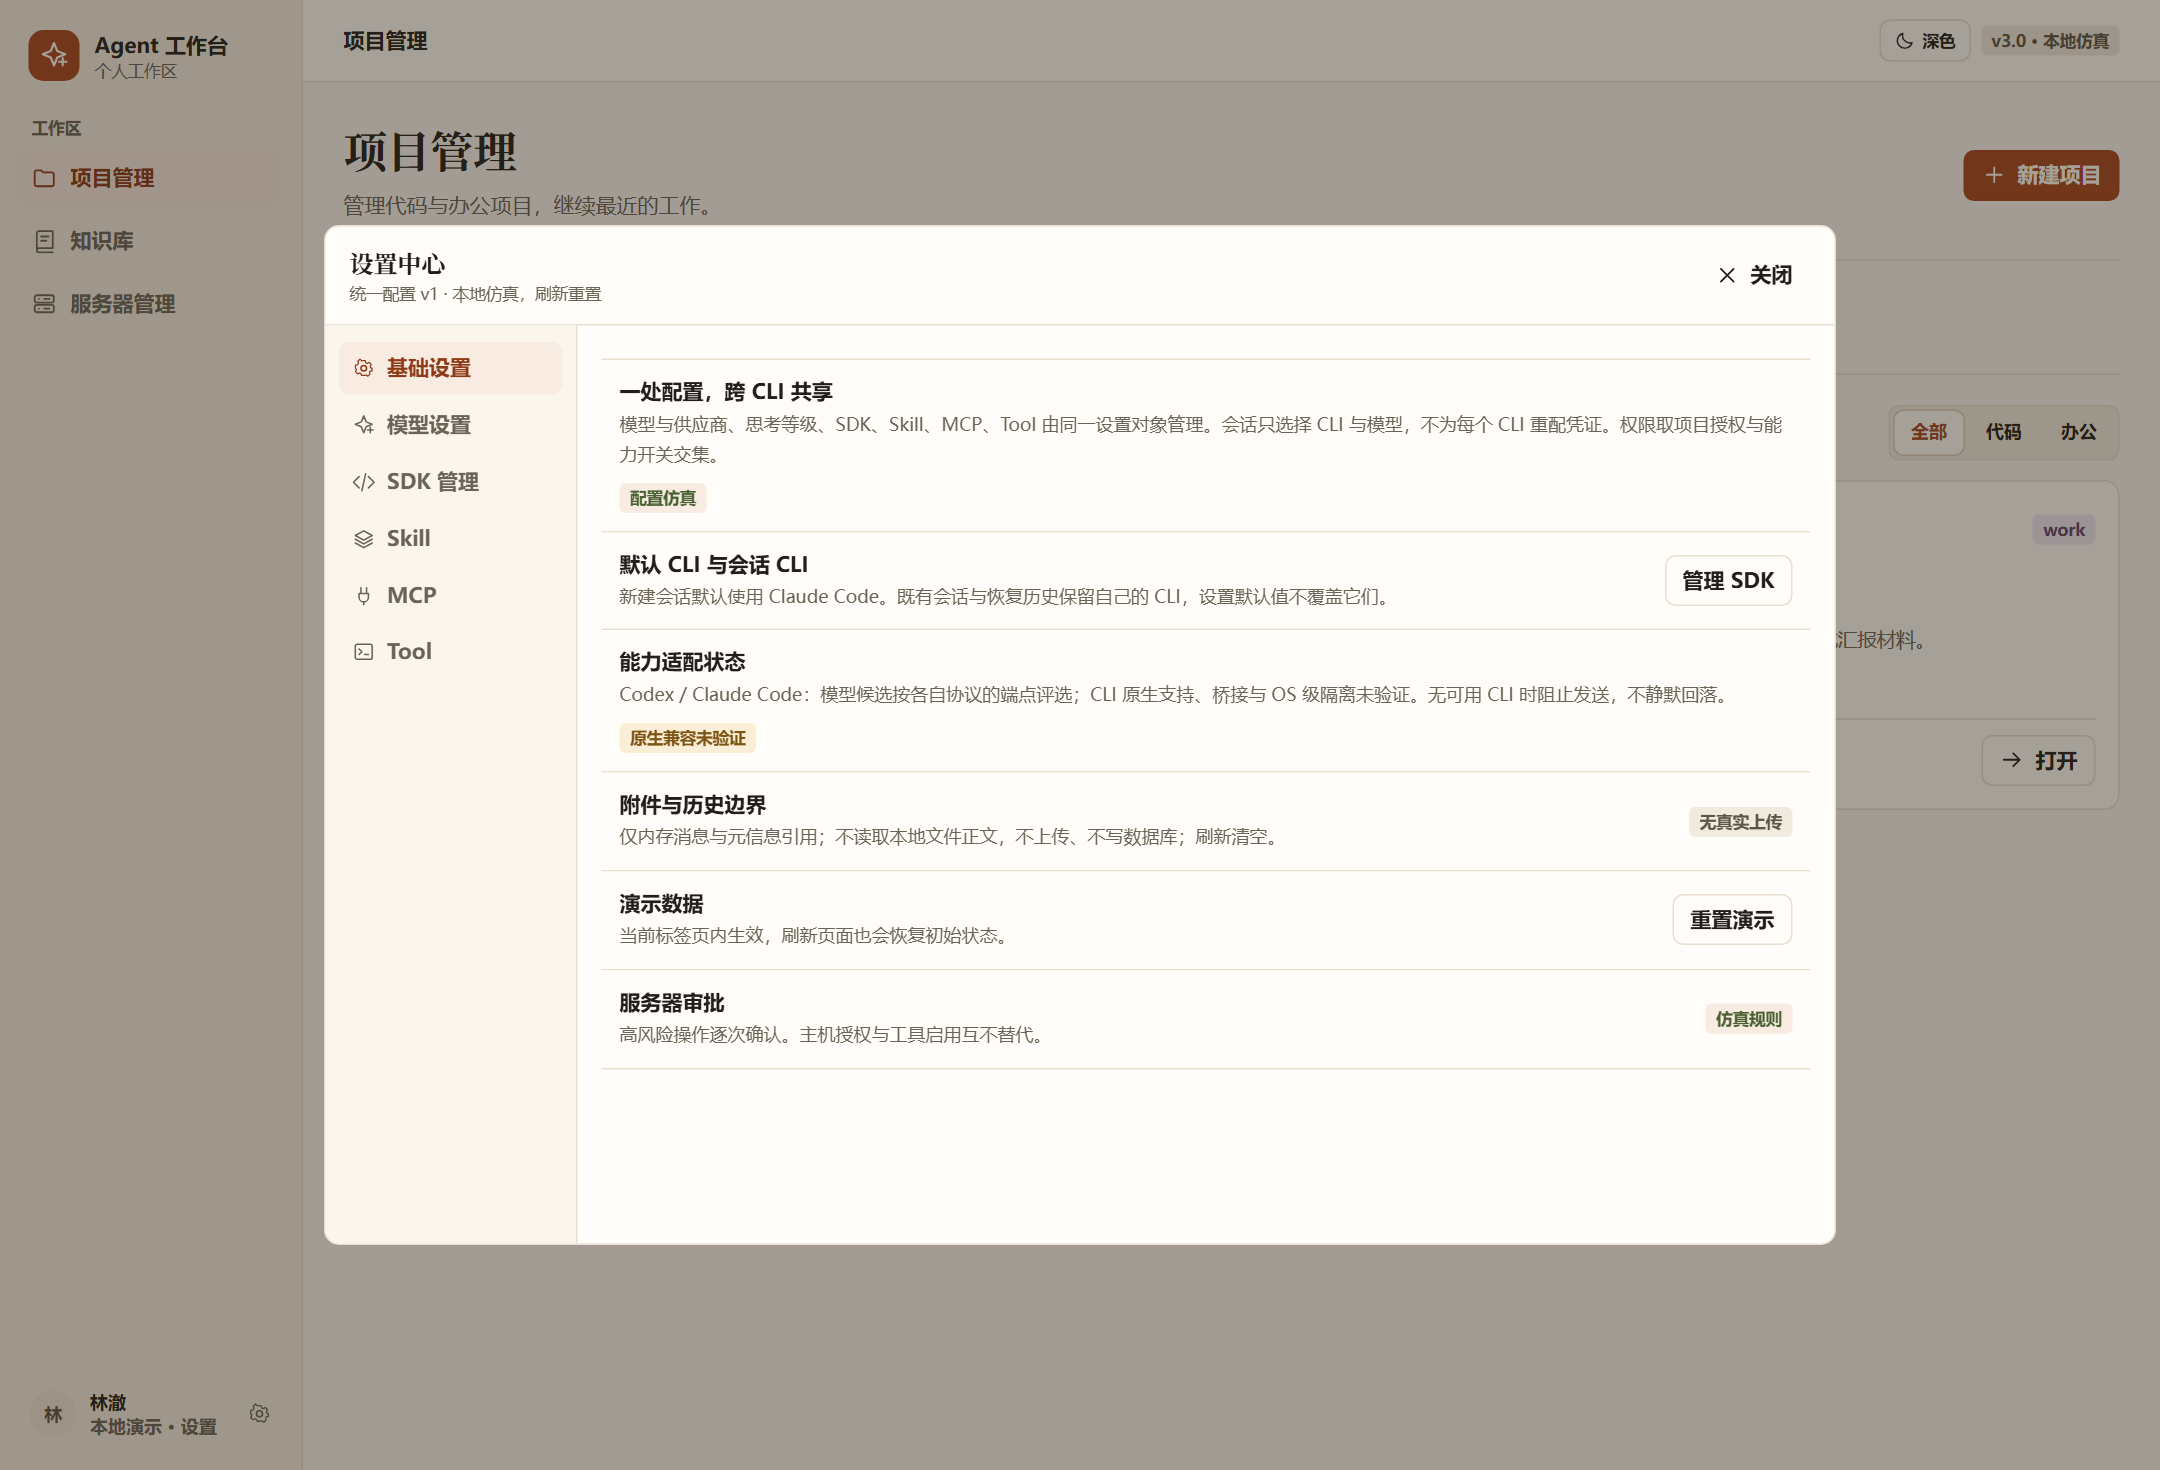 Agent 工作台
个人工作区
工作区
项目管理
知识库
服务器管理
林
林澈
本地演示 • 设置
项目管理
深色
v3.0 • 本地仿真
项目管理
管理代码与办公项目，继续最近的工作。
新建项目
全部
代码
办公
work
汇报材料。
打开
设置中心
统一配置 v1 · 本地仿真，刷新重置
关闭
基础设置
模型设置
SDK 管理
Skill
MCP
Tool
一处配置，跨 CLI 共享
模型与供应商、思考等级、SDK、Skill、MCP、Tool 由同一设置对象管理。会话只选择 CLI 与模型，不为每个 CLI 重配凭证。权限取项目授权与能
力开关交集。
配置仿真
默认 CLI 与会话 CLI
新建会话默认使用 Claude Code。既有会话与恢复历史保留自己的 CLI，设置默认值不覆盖它们。
管理 SDK
能力适配状态
Codex / Claude Code：模型候选按各自协议的端点评选；CLI 原生支持、桥接与 OS 级隔离未验证。无可用 CLI 时阻止发送，不静默回落。
原生兼容未验证
附件与历史边界
仅内存消息与元信息引用；不读取本地文件正文，不上传、不写数据库；刷新清空。
无真实上传
演示数据
当前标签页内生效，刷新页面也会恢复初始状态。
重置演示
服务器审批
高风险操作逐次确认。主机授权与工具启用互不替代。
仿真规则